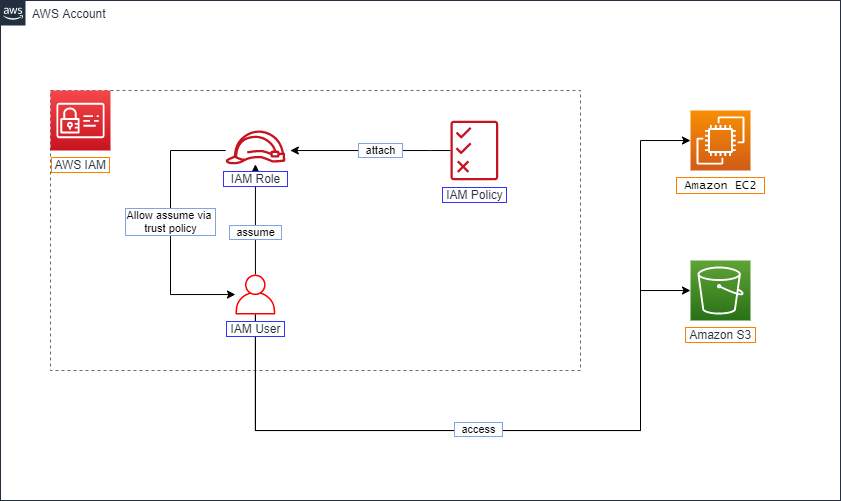 aws
AWS Account
AWS IAM
IAM Role
attach
IAM Policy
Amazon EC2
Allow assume via
trust policy
assume
IAM User
Amazon S3
access